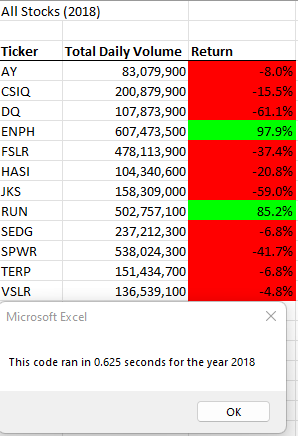 All Stocks (2018)
Ticker Total Daily Volume Return
AY 83,079,900 -8.0%
CSIQ 200,879,900 -15.5%
DQ 107,873,900 -61.1%
ENPH 607,473,500 97.9%
FSLR 478,113,900 -37.4%
HASI 104,340,600 -20.8%
JKS 158,309,000 -59.0%
RUN 502,757,100 85.2%
SEDG 237,212,300 -6.8%
SPWR 538,024,300 -41.7%
TERP 151,434,700 -6.8%
VSLR 136,539,100 -4.8%
Microsoft Excel
This code ran in 0.625 seconds for the year 2018
OK